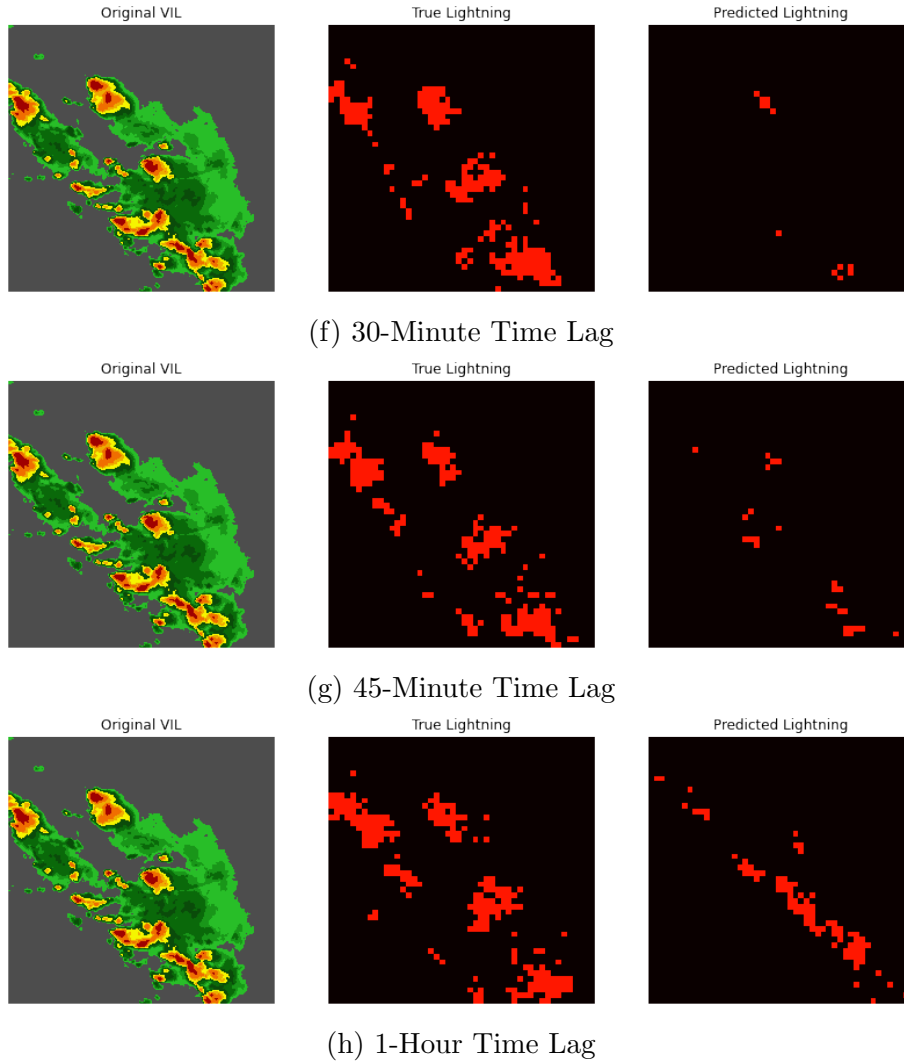 Original VIL True Lightning Predicted Lightning
(f) 30-Minute Time Lag
Original VIL True Lightning Predicted Lightning
(g) 45-Minute Time Lag
Original VIL True Lightning Predicted Lightning
(h) 1-Hour Time Lag